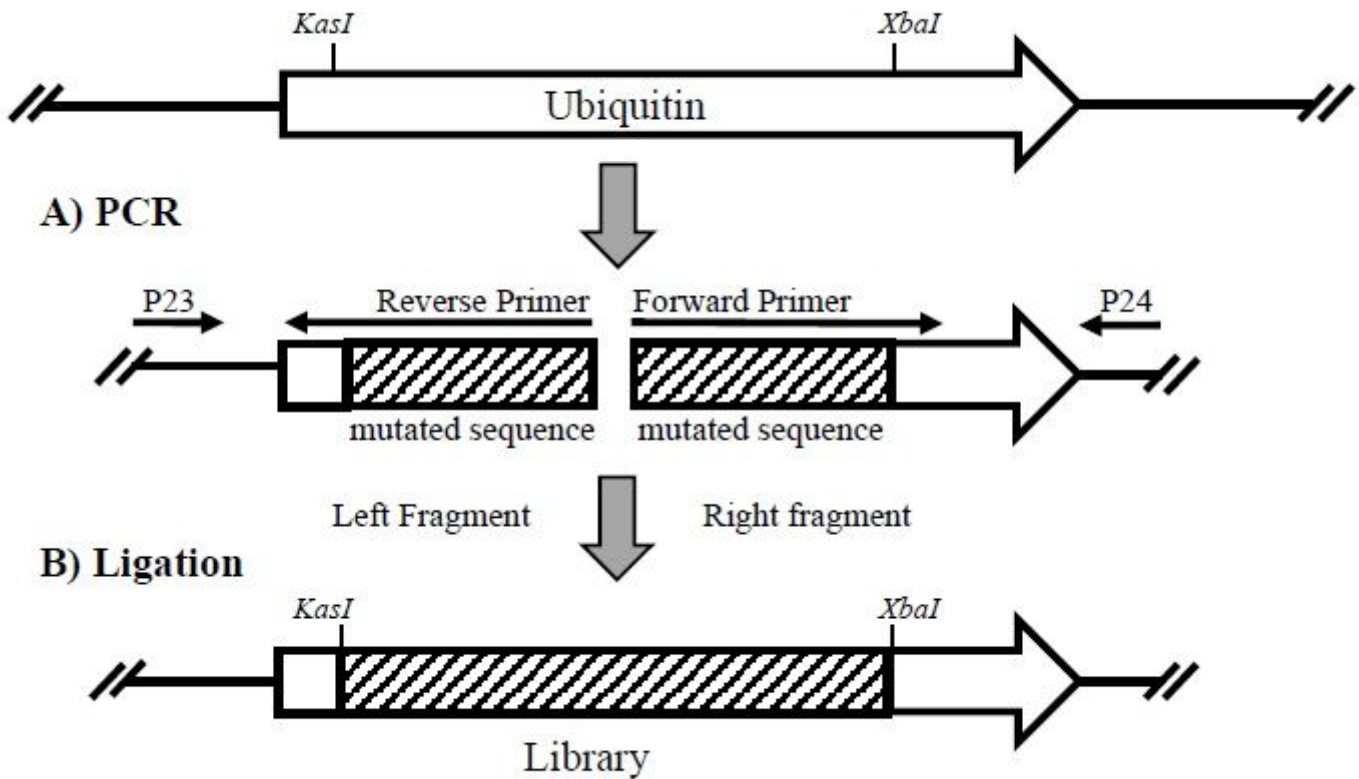 KasI XbaI
Ubiquitin
A) PCR
P23 Reverse Primer Forward Primer P24
mutated sequence mutated sequence
Left Fragment Right fragment
B) Ligation
KasI XbaI
Library